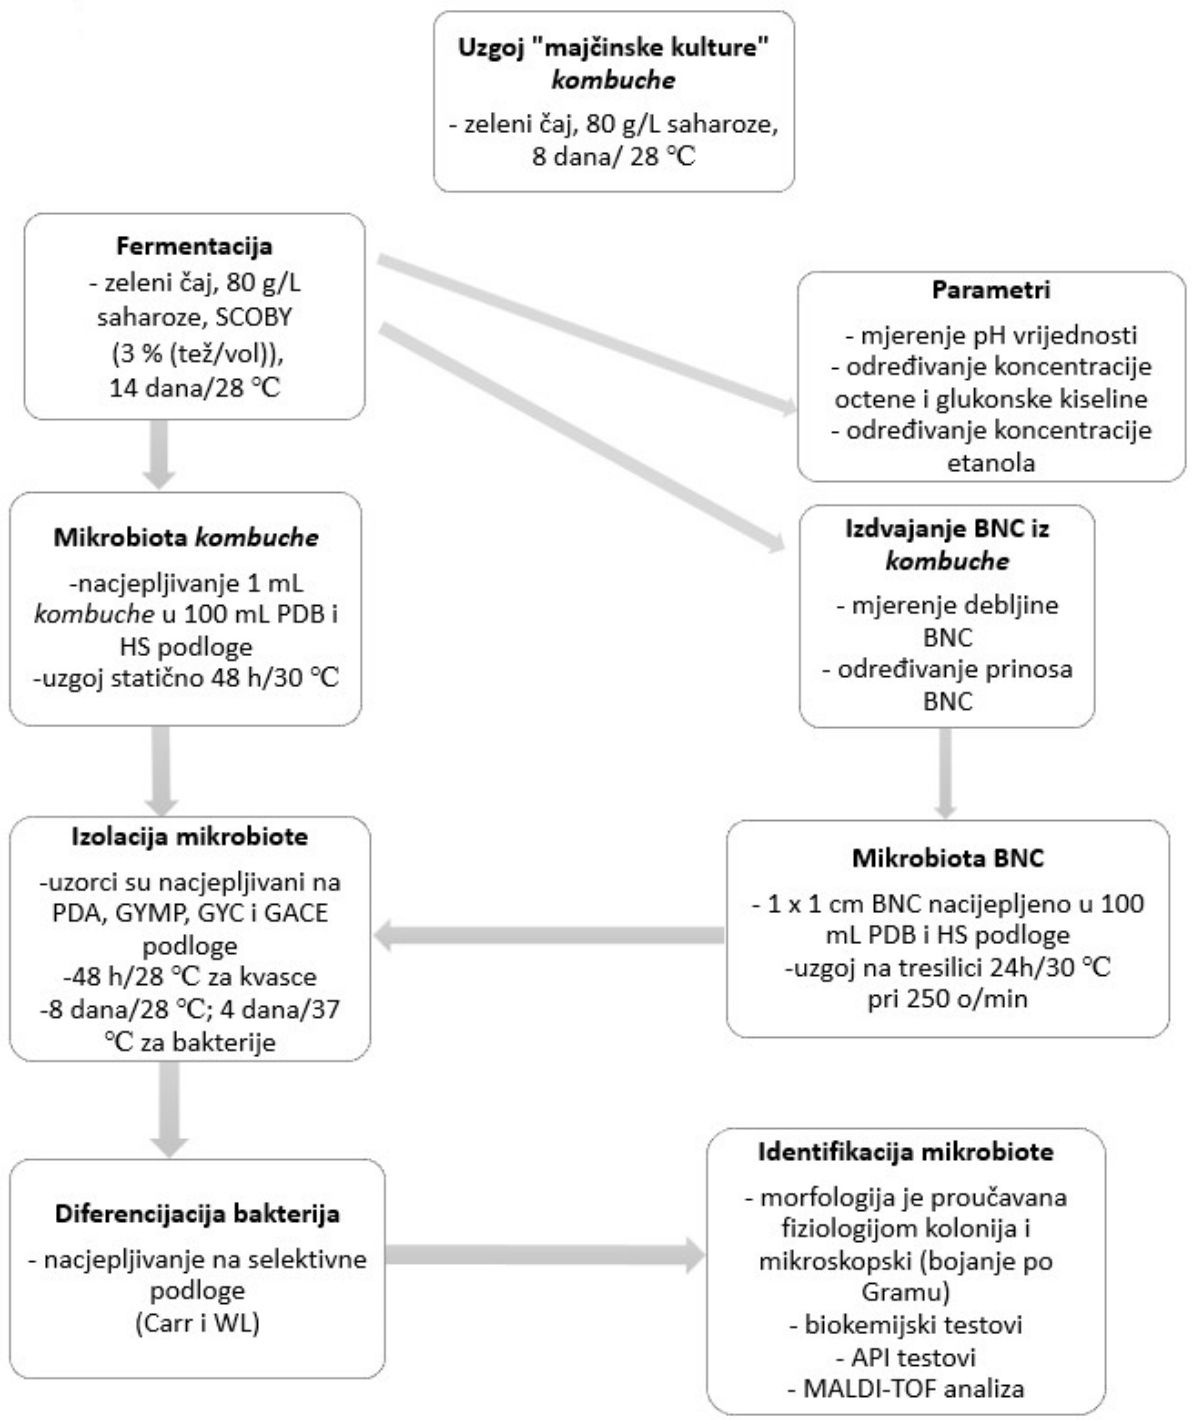 Uzgoj "majčinske kulture"
kombuche
- zeleni čaj, 80 g/L saharoze,
8 dana/ 28 ℃
Fermentacija
- zeleni čaj, 80 g/L
saharoze, SCOBY
(3 % (tež/vol)),
14 dana/28 ℃
Parametri
- mjerenje pH vrijednosti
- određivanje koncentracije
octene i glukonske kiseline
- određivanje koncentracije
etanola
Mikrobiota kombuche
-nacjepljivanje 1 mL
kombuche u 100 mL PDB i
HS podloge
-uzgoj statično 48 h/30 ℃
Izdvajanje BNC iz
kombuche
- mjerenje debljine
BNC
- određivanje prinosa
BNC
Izolacija mikrobiote
-uzorci su nacjepljivani na
PDA, GYMP, GYC i GACE
podloge
-48 h/28 ℃ za kvasce
-8 dana/28 ℃; 4 dana/37
℃ za bakterije
Mikrobiota BNC
- 1 x 1 cm BNC nacijepljeno u 100
mL PDB i HS podloge
-uzgoj na tresilici 24h/30 ℃
pri 250 o/min
Diferencijacija bakterija
- nacjepljivanje na selektivne
podloge
(Carr i WL)
Identifikacija mikrobiote
- morfologija je proučavana
fiziologijom kolonija i
mikroskopski (bojanje po
Gramu)
- biokemijski testovi
- API testovi
- MALDI-TOF analiza